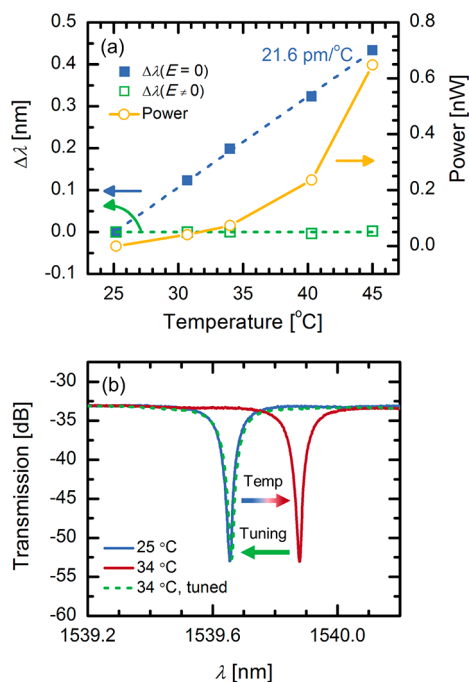 (a)
21.6 pm/°C
Δλ(E = 0)
Δλ(E ≠ 0)
Power
0.5
0.4
0.3
0.2
0.1
0.0
-0.1
Δλ [nm]
0.8
0.6
0.4
0.2
0.0
Power [nW]
25 30 35 40 45
Temperature [°C]
(b)
-30
-35
-40
-45
-50
-55
-60
Transmission [dB]
Temp
Tuning
25 °C
34 °C
34 °C, tuned
1539.2 1539.6 1540.0
λ [nm]